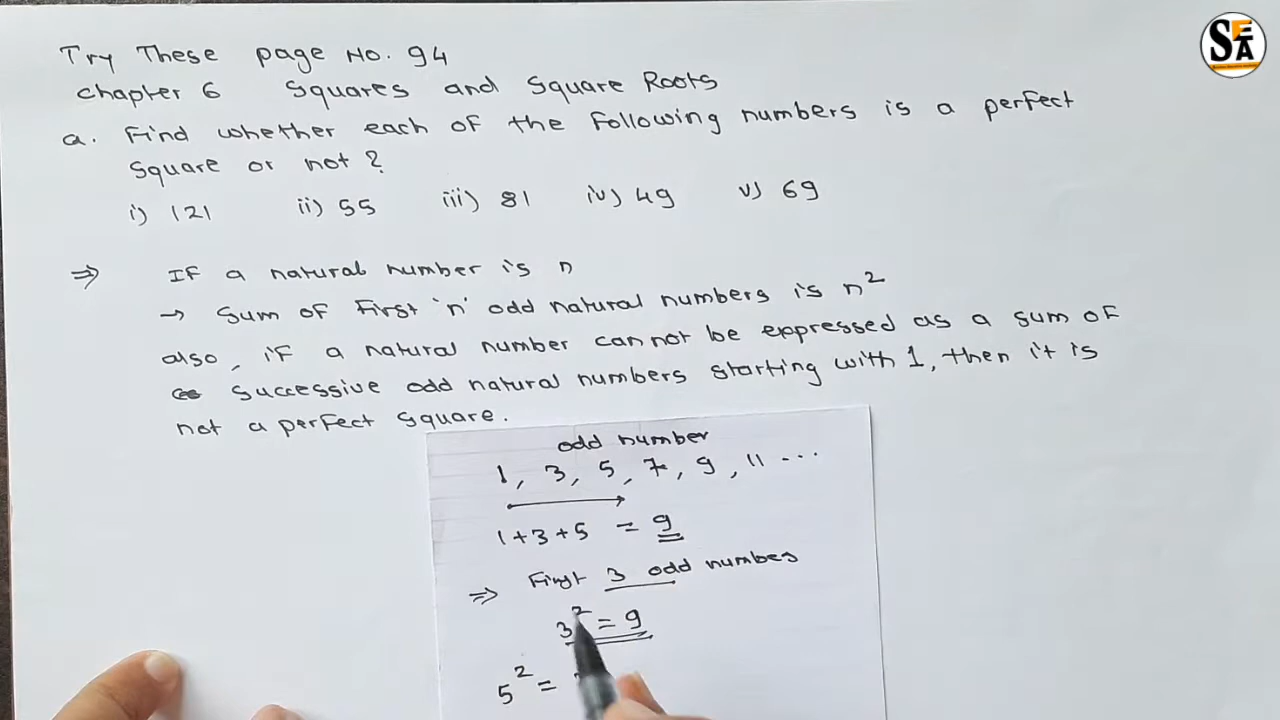 Try These page No. 94
chapter 6 Squares and Square Roots
a. Find whether each of the following numbers is a perfect
square or not?
i) 121 ii) 55 iii) 81 iv) 49 v) 69
⇒ If a natural number is n
→ Sum of First 'n' odd natural numbers is n²
also, if a natural number cannot be expressed as a sum of
successive odd natural numbers starting with 1, then it is
not a perfect square.
odd number
1, 3, 5, 7, 9, 11 ...
1+3+5 = 9
⇒ First 3 odd number
3² = 9
5² =
SETA